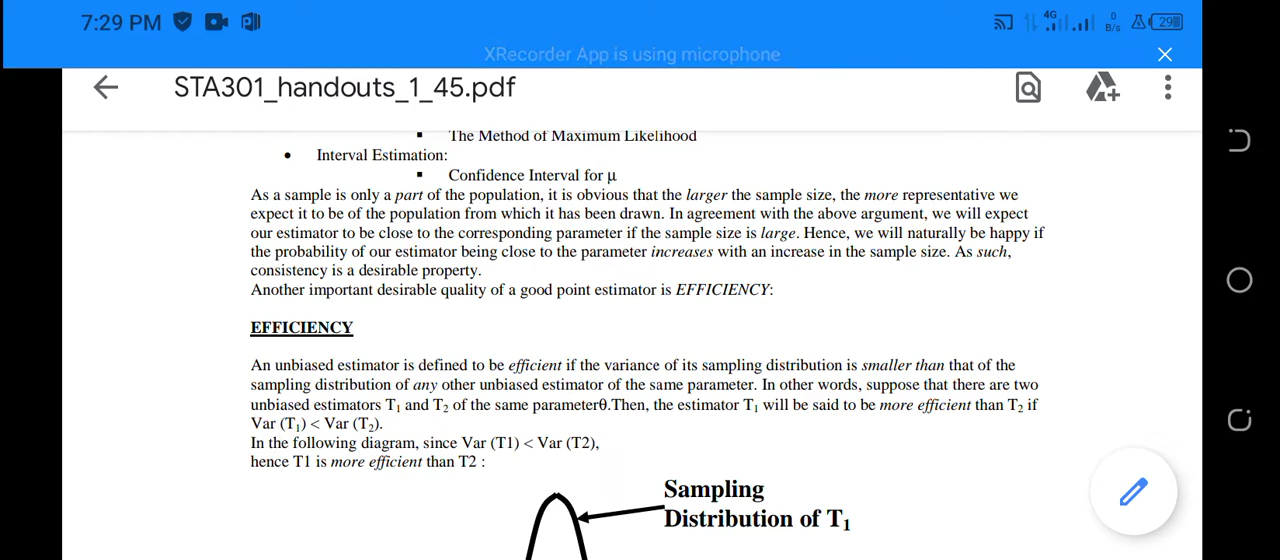 7:29 PM
4G 0 B/s 29
XRecorder App is using microphone
STA301_handouts_1_45.pdf
▪ The Method of Maximum Likelihood
• Interval Estimation:
▪ Confidence Interval for μ
As a sample is only a part of the population, it is obvious that the larger the sample size, the more representative we
expect it to be of the population from which it has been drawn. In agreement with the above argument, we will expect
our estimator to be close to the corresponding parameter if the sample size is large. Hence, we will naturally be happy if
the probability of our estimator being close to the parameter increases with an increase in the sample size. As such,
consistency is a desirable property.
Another important desirable quality of a good point estimator is EFFICIENCY:
EFFICIENCY
An unbiased estimator is defined to be efficient if the variance of its sampling distribution is smaller than that of the
sampling distribution of any other unbiased estimator of the same parameter. In other words, suppose that there are two
unbiased estimators T₁ and T₂ of the same parameterθ.Then, the estimator T₁ will be said to be more efficient than T₂ if
Var (T₁) < Var (T₂).
In the following diagram, since Var (T1) < Var (T2),
hence T1 is more efficient than T2 :
Sampling
Distribution of T₁